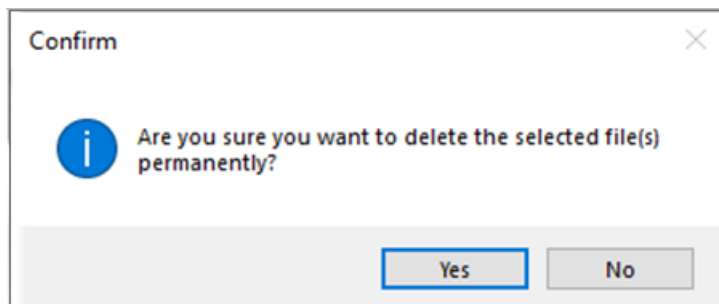 Confirm
Are you sure you want to delete the selected file(s)
permanently?
Yes
No